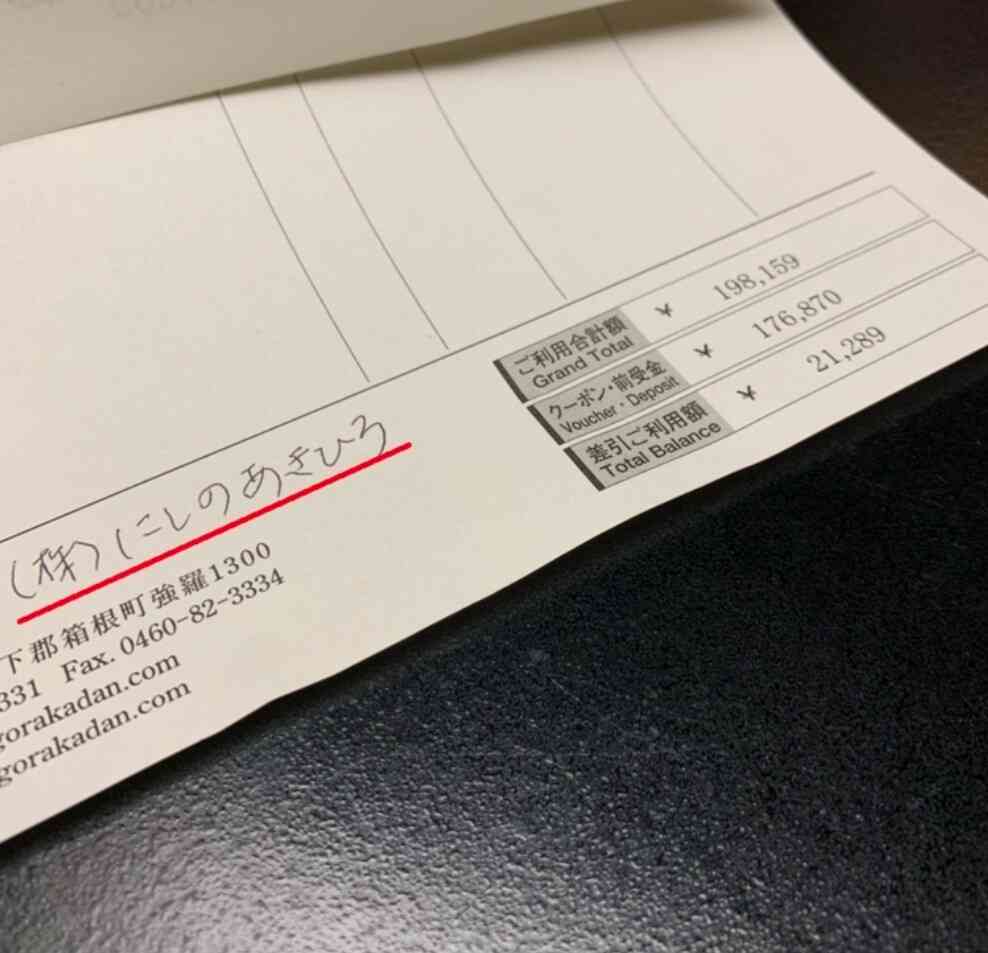 ご利用合計額 ¥ 198,159
Grand Total
クーポン・前受金 ¥ 176,870
Voucher・Deposit
差引ご利用額 ¥ 21,289
Total Balance
(株)にしのあきひろ
下郡箱根町強羅1300
331 Fax. 0460-82-3334
gorakadan.com
gorakadan.com